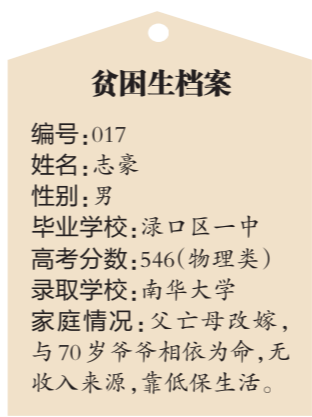 贫困生档案
编号:017
姓名:志豪
性别:男
毕业学校:渌口区一中
高考分数:546(物理类)
录取学校:南华大学
家庭情况:父亡母改嫁,
与70岁爷爷相依为命,无
收入来源,靠低保生活。